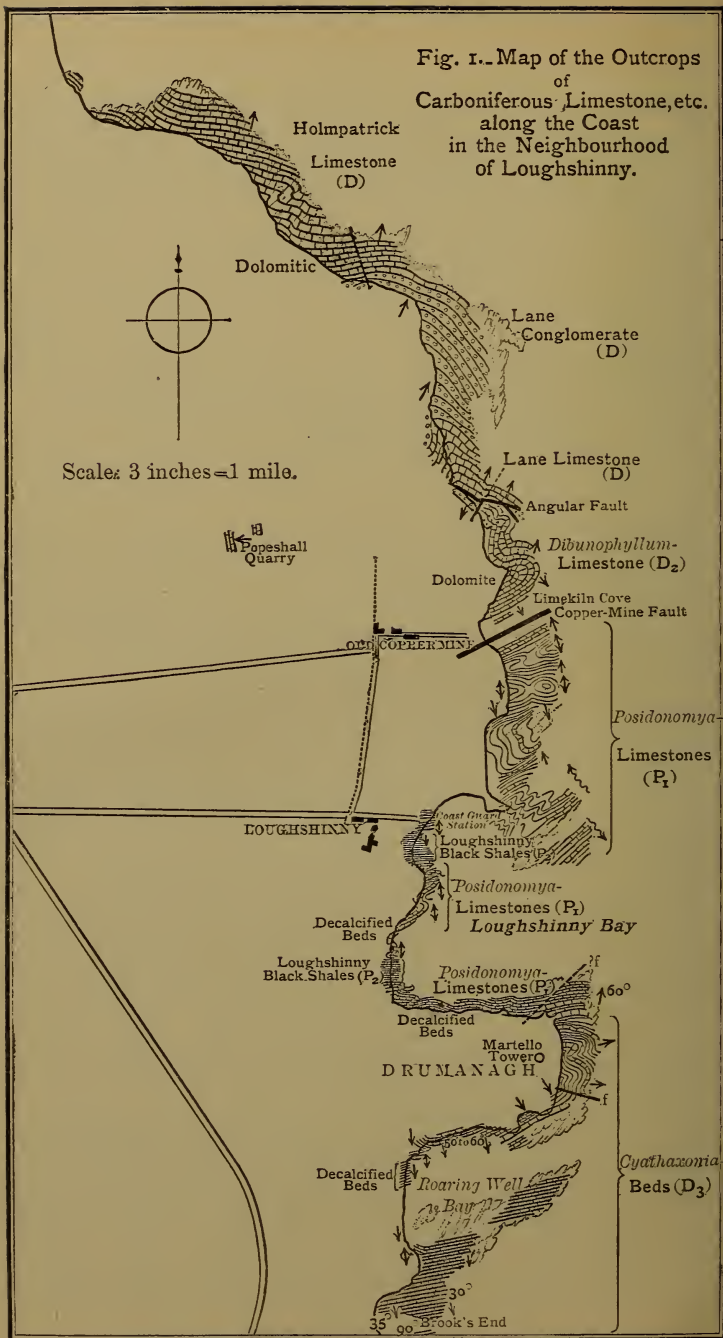 Fig. 1.-Map of the Outcrops
of
Carboniferous Limestone, etc.
along the Coast
in the Neighbourhood
of Loughshinny.
Holmpatrick
Limestone
(D)
Dolomitic
Lane
Conglomerate
(D)
Scale: 3 inches=1 mile.
Lane Limestone
(D)
Angular Fault
Popeshall
Quarry
Dibunophyllum-
Limestone (D2)
Dolomite
Limekiln Cove
Copper-Mine Fault
OLD COPPER MINE
Posidonomya-
Limestones
(P1)
Coast Guard
Station
LOUGHSHINNY
Loughshinny
Black Shales (P
Posidonomya-
Limestones (P1)
Loughshinny Bay
Decalcified
Beds
Loughshinny
Black Shales (P2)
Posidonomya-
Limestones (P1)
?f
60°
Decalcified
Beds
Martello
Tower
DRUMANAGH
f
50 to 60
Decalcified
Beds
Roaring Well
Bay
Cyathaxonia
Beds (D3)
30°
35°
90°
Brook's End